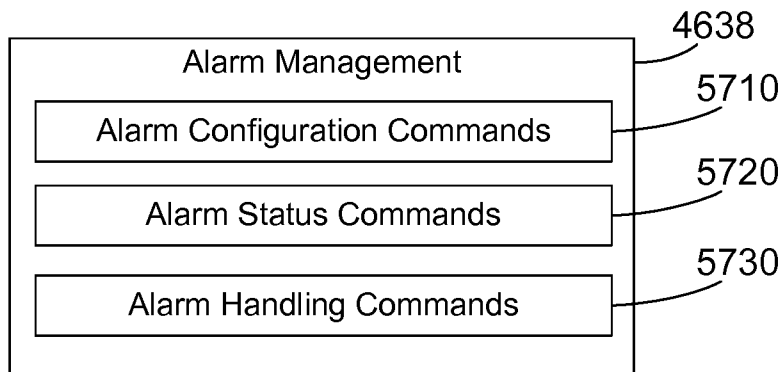 4638
Alarm Management
5710
Alarm Configuration Commands
5720
Alarm Status Commands
5730
Alarm Handling Commands